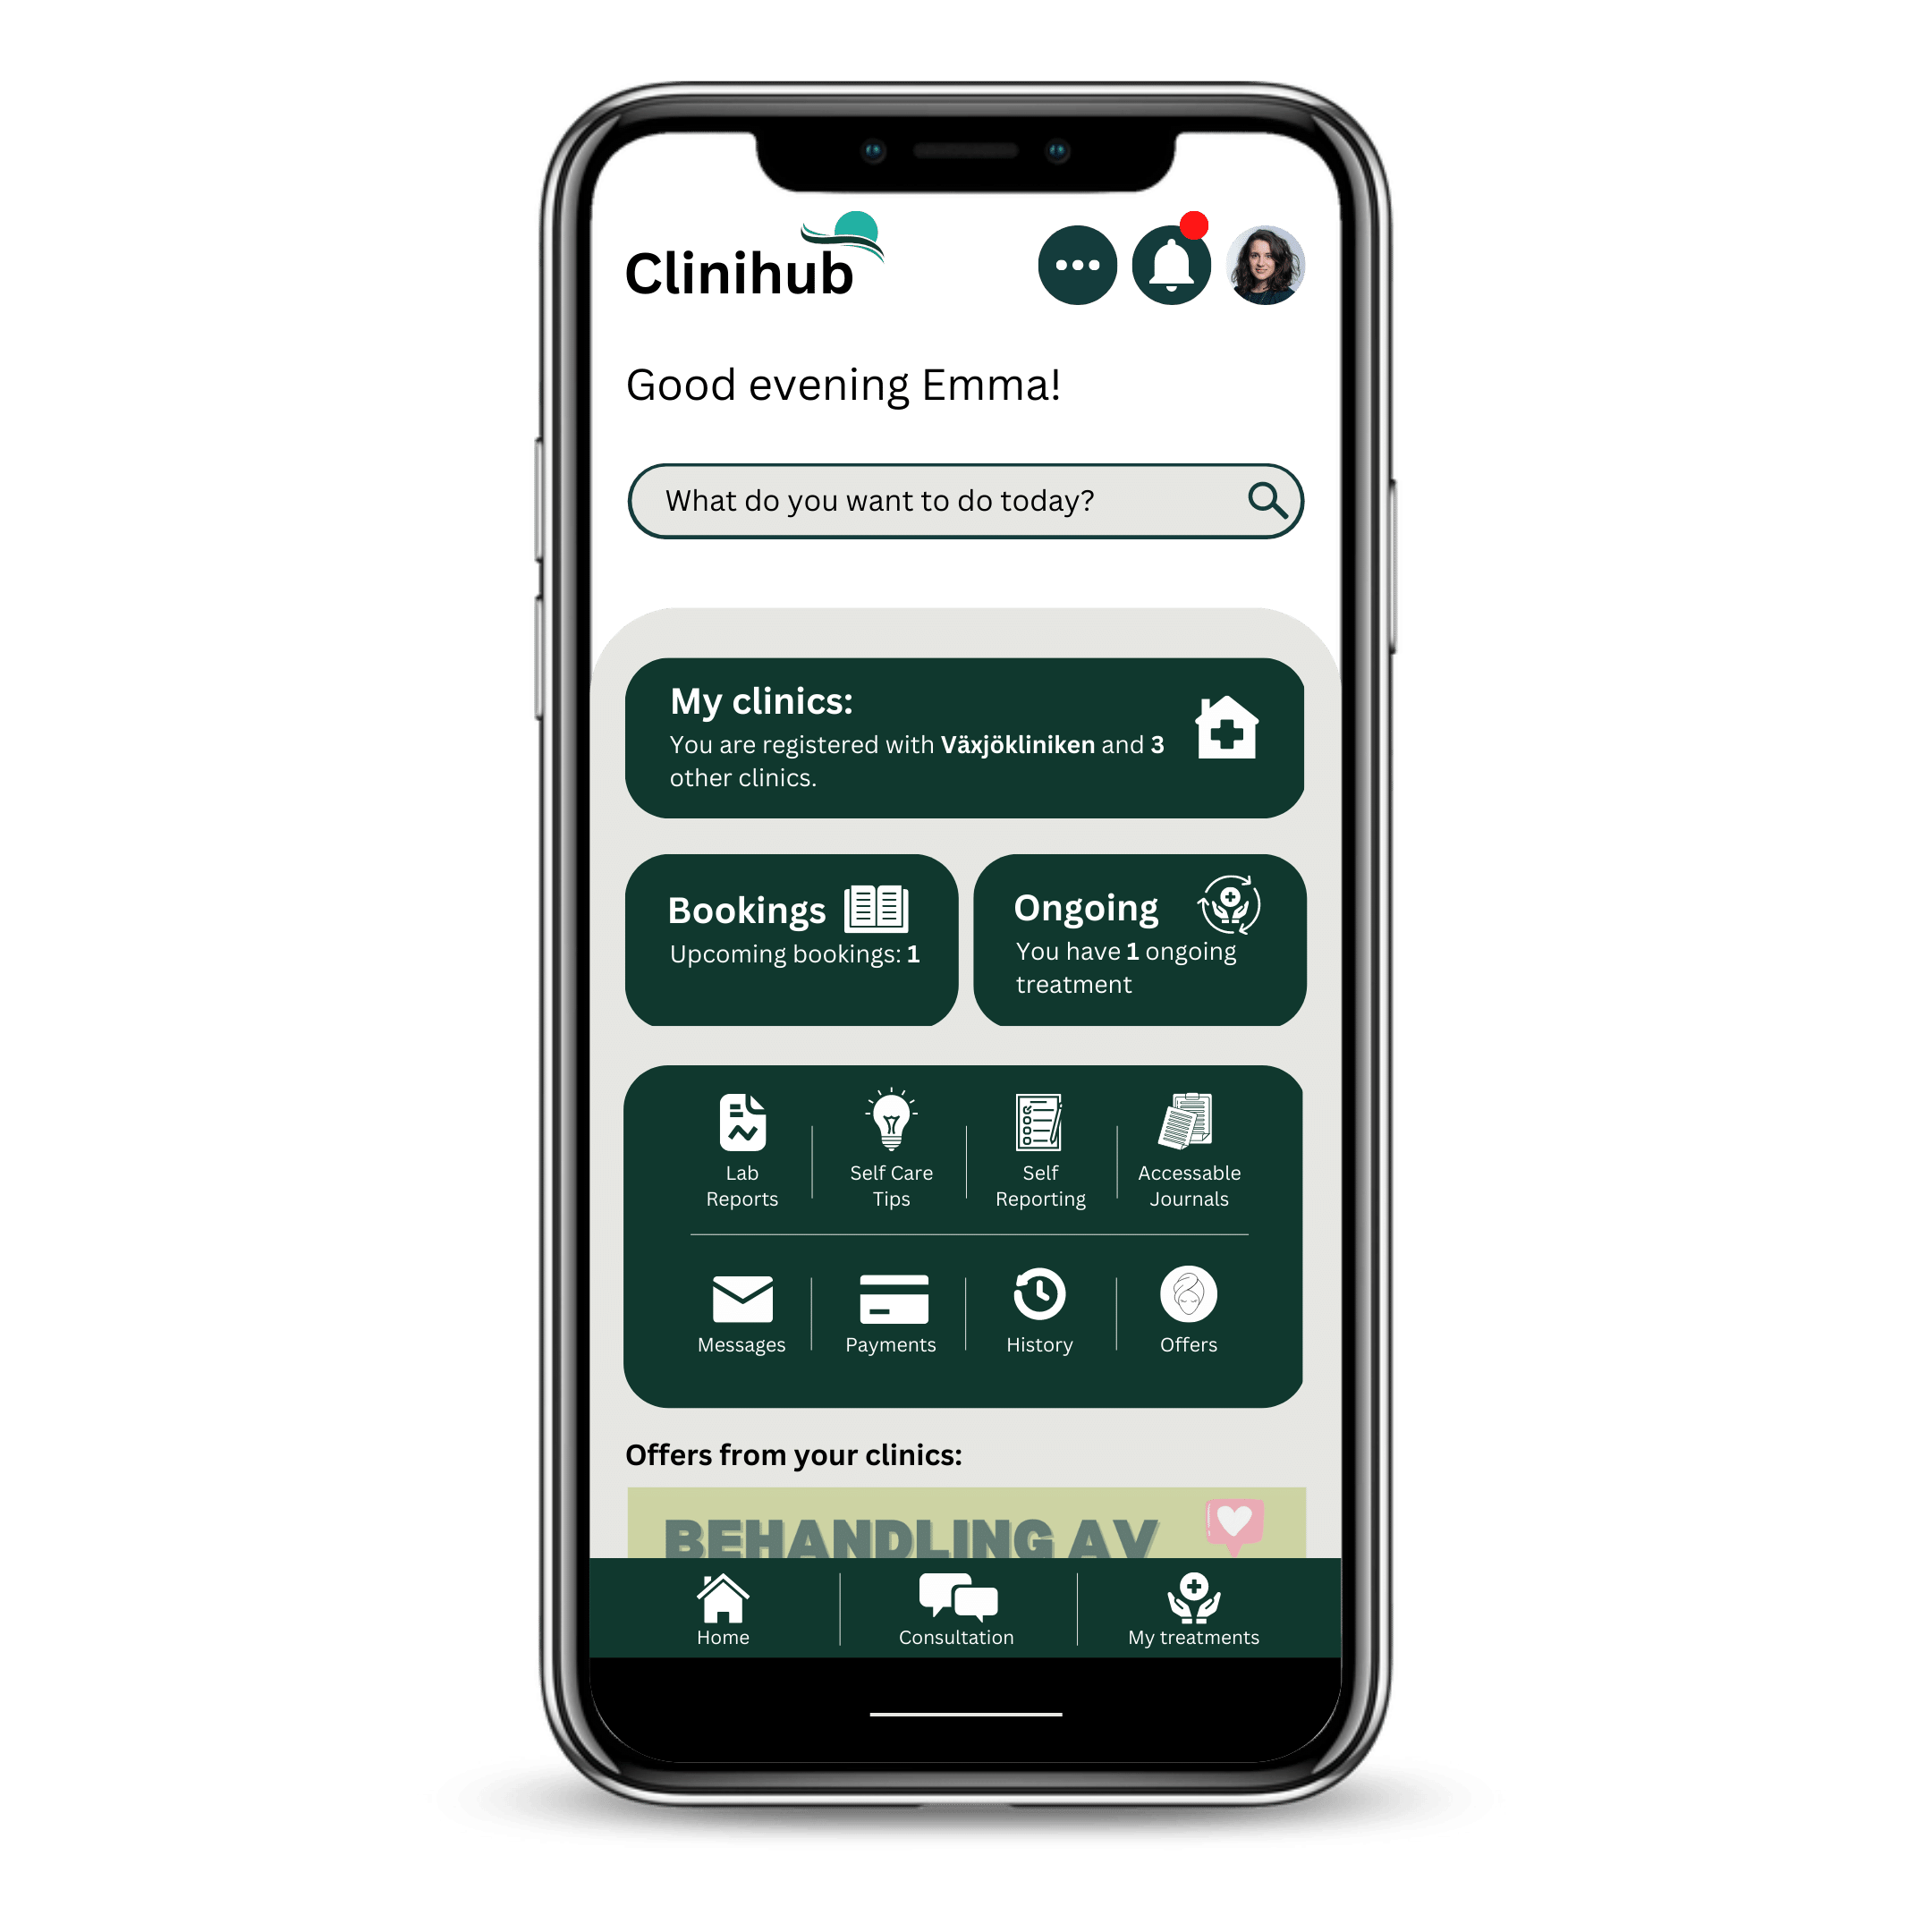 Clinihub
Good evening Emma!
What do you want to do today?
My clinics:
You are registered with Växjökliniken and 3
other clinics.
Bookings
Upcoming bookings: 1
Ongoing
You have 1 ongoing
treatment
Lab
Reports
Self Care
Tips
Self
Reporting
Accessable
Journals
Messages
Payments
History
Offers
Offers from your clinics:
BEHANDLING AV
Home
Consultation
My treatments